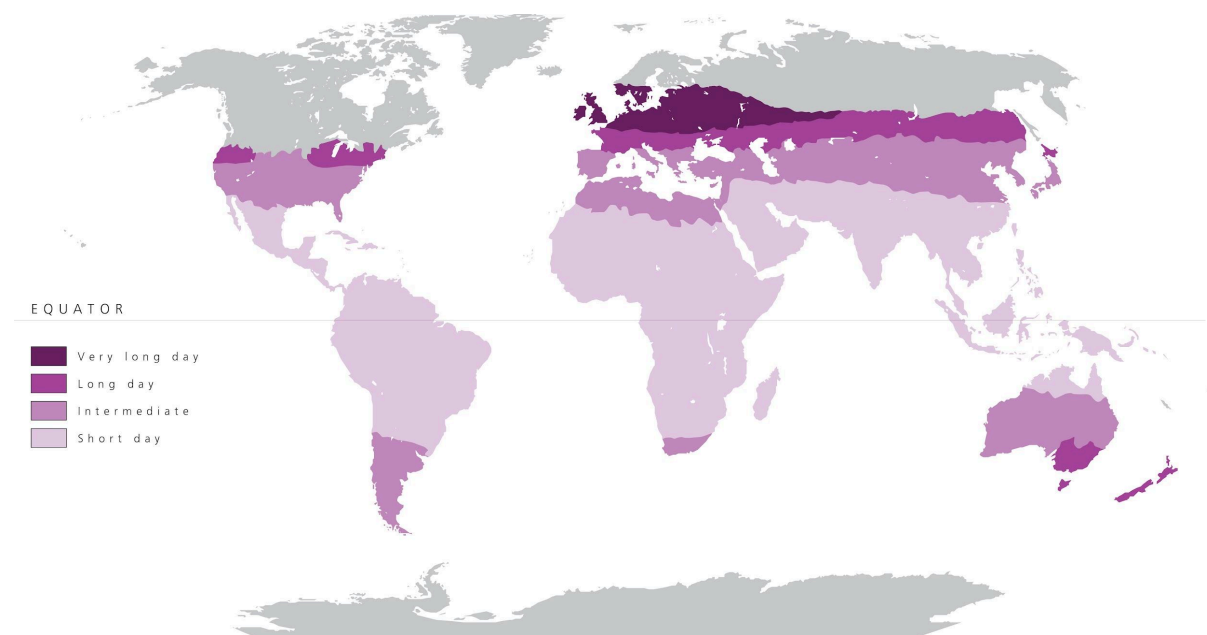 EQUATOR
Very long day
Long day
Intermediate
Short day